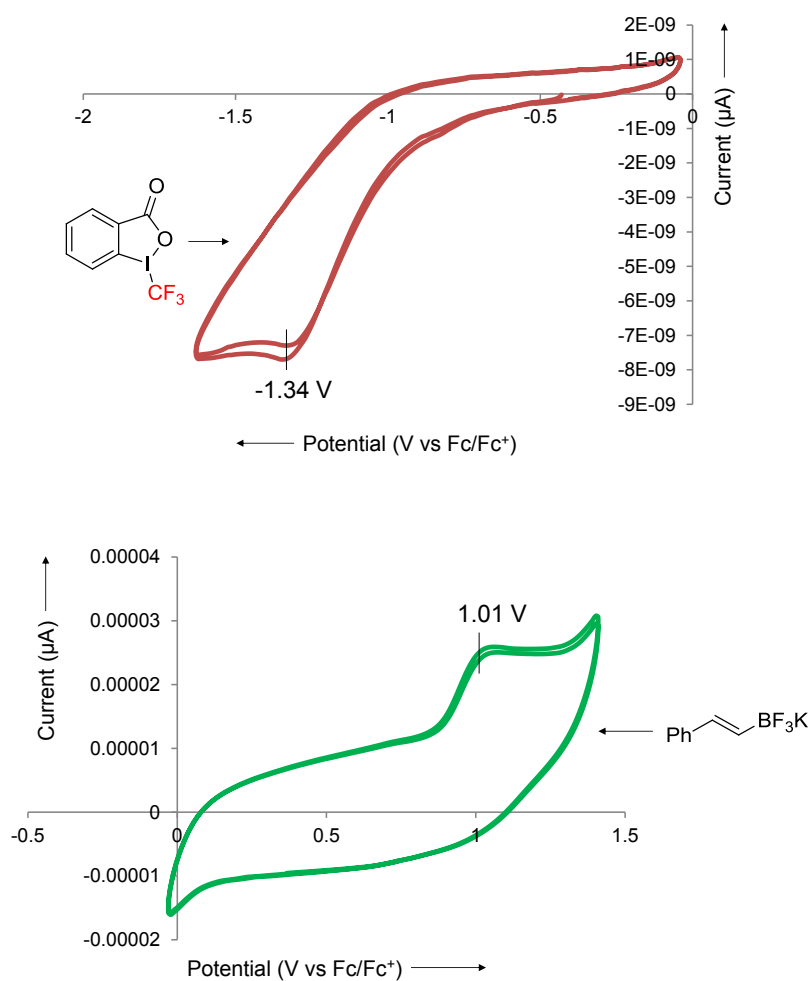 2E-09
1E-09
0
-1E-09
-2E-09
-3E-09
-4E-09
-5E-09
-6E-09
-7E-09
-8E-09
-9E-09
Current (μA)
-2 -1.5 -1 -0.5 0
O
O
I
CF3
-1.34 V
Potential (V vs Fc/Fc+)
0.00004
0.00003
0.00002
0.00001
0
-0.00001
-0.00002
Current (μA)
1.01 V
Ph BF3K
-0.5 0 0.5 1 1.5
Potential (V vs Fc/Fc+)